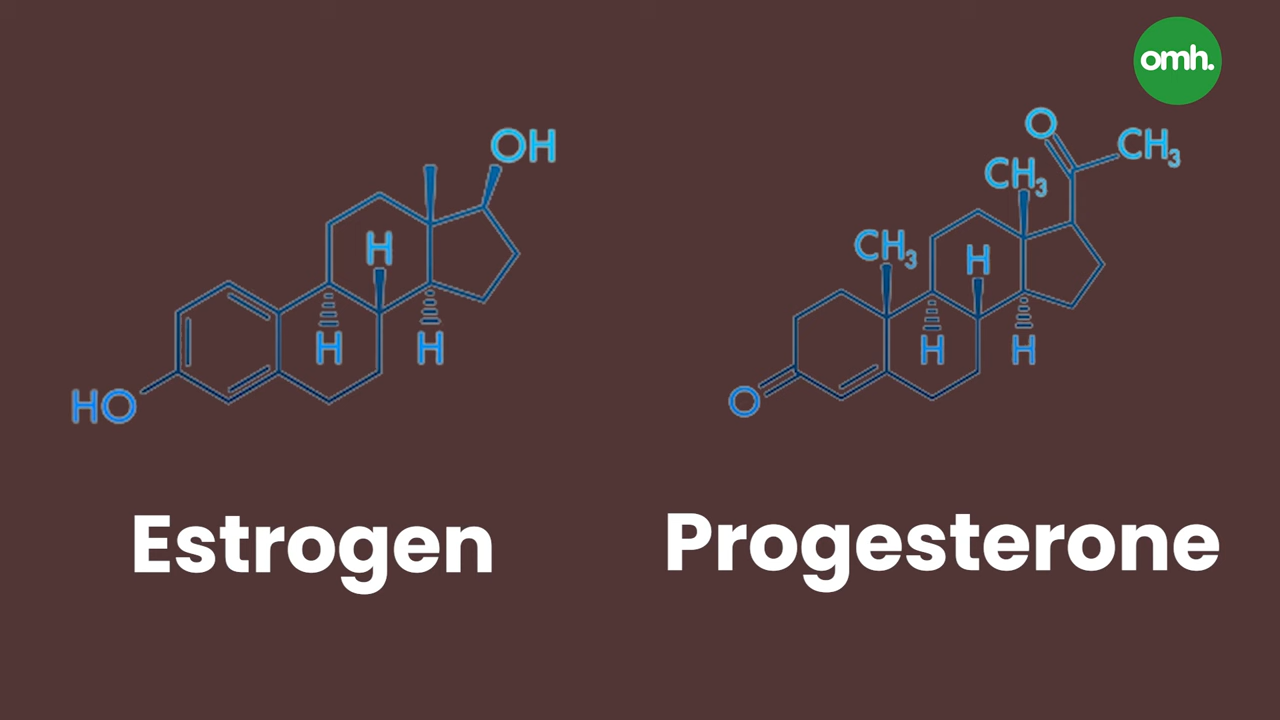 omh.
OH
H
H
H
HO
Estrogen
O
CH₃
CH₃
CH₃
H
H
H
O
Progesterone